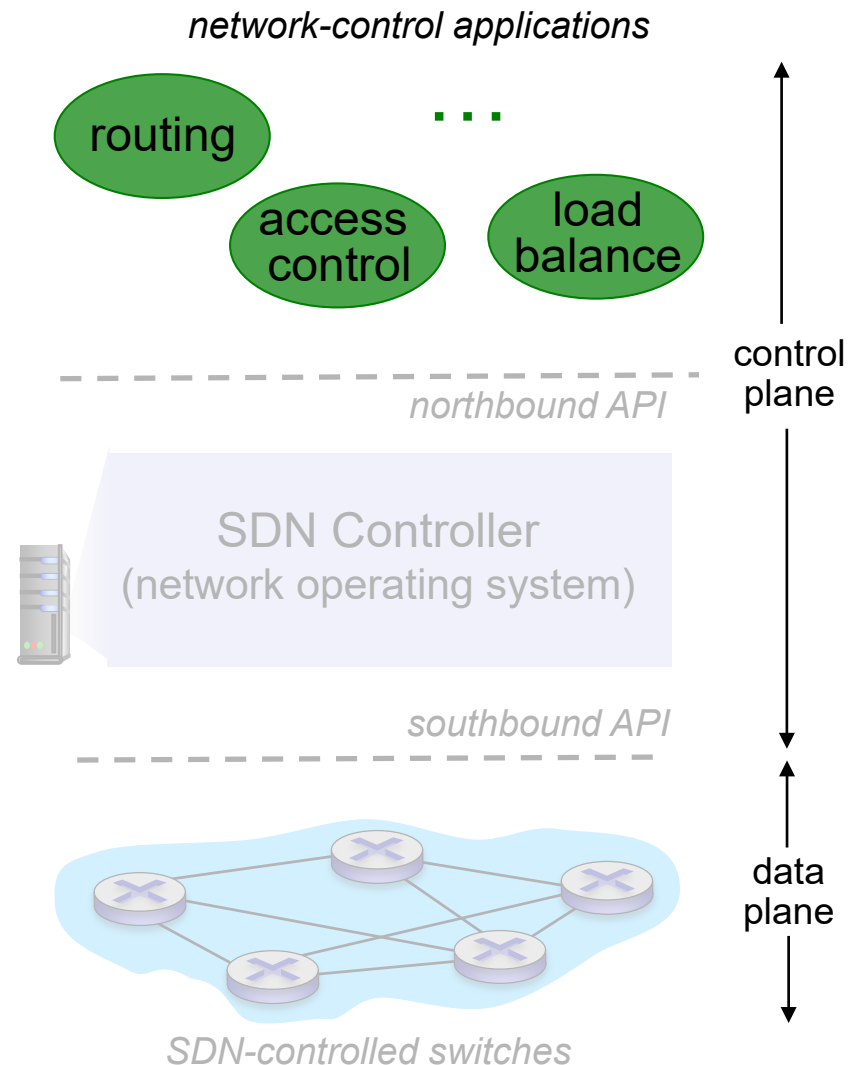 network-control applications
routing
...
access
control
load
balance
control
plane
northbound API
SDN Controller
(network operating system)
southbound API
data
plane
SDN-controlled switches